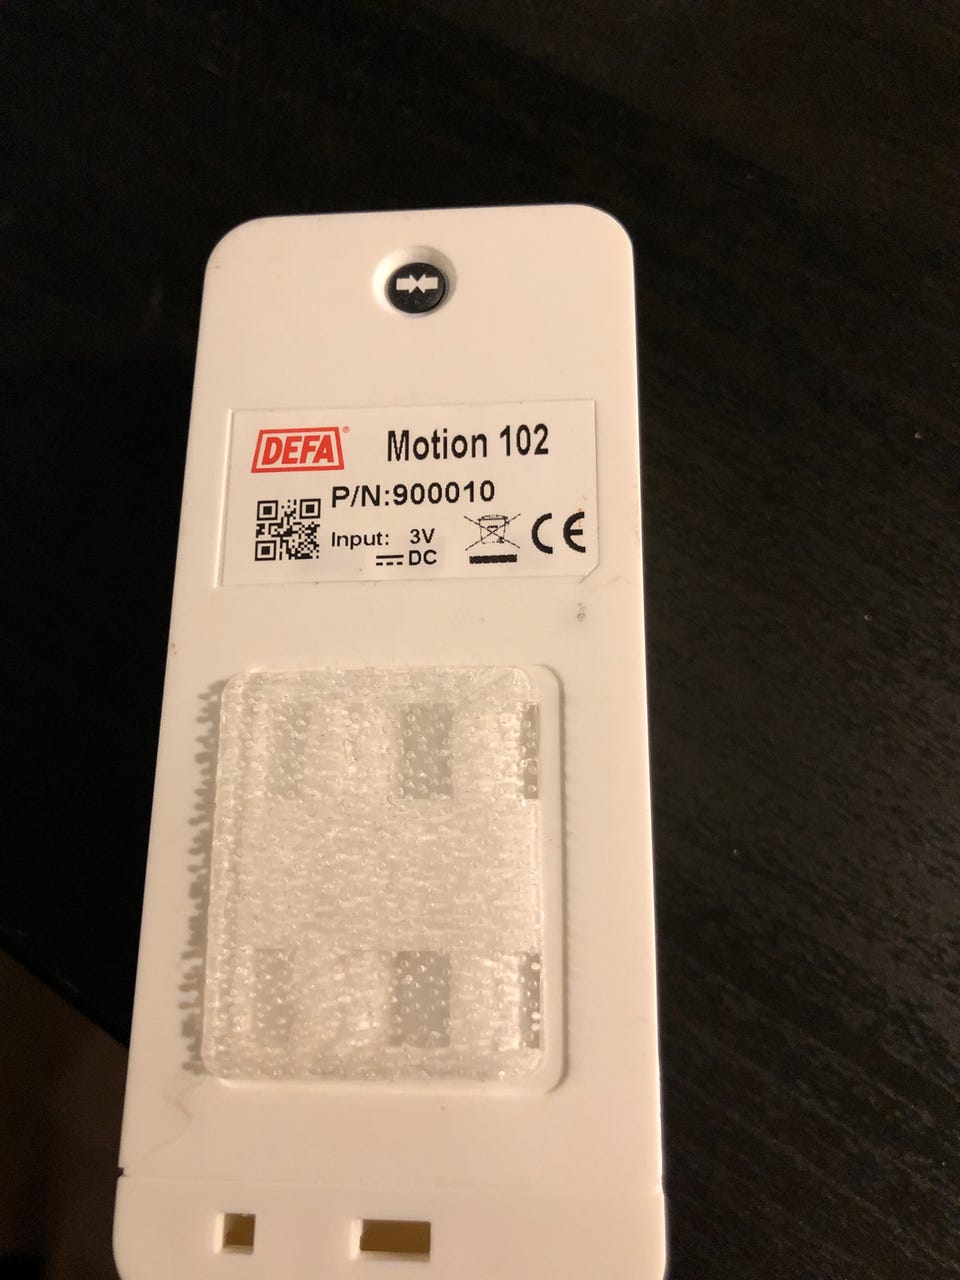 DEFA® Motion 102
P/N:900010
Input: 3V
DC
CE